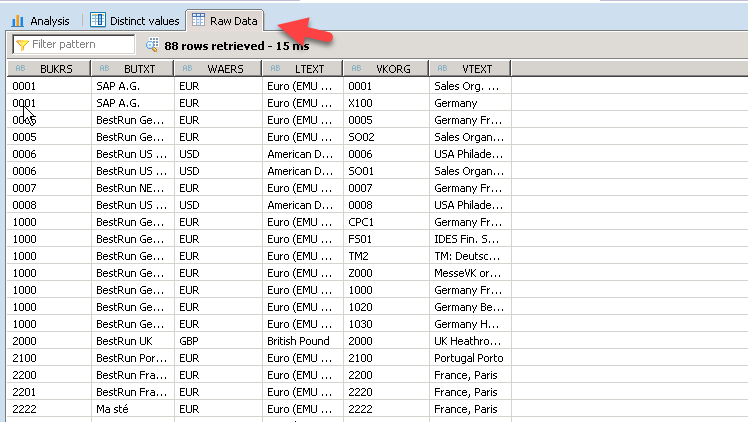 Analysis Distinct values Raw Data
Filter pattern 88 rows retrieved - 15 ms
AB BUKRS AB BUTXT AB WAERS AB LTEXT AB VKORG AB VTEXT
0001 SAP A.G. EUR Euro (EMU ... 0001 Sales Org. ...
0001 SAP A.G. EUR Euro (EMU ... X100 Germany
0005 BestRun Ge... EUR Euro (EMU ... 0005 Germany Fr...
0005 BestRun Ge... EUR Euro (EMU ... SO02 Sales Organ...
0006 BestRun US ... USD American D... 0006 USA Philade...
0006 BestRun US ... USD American D... SO01 Sales Organ...
0007 BestRun NE... EUR Euro (EMU ... 0007 Germany Fr...
0008 BestRun US ... USD American D... 0008 USA Philade...
1000 BestRun Ge... EUR Euro (EMU ... CPC1 Germany Fr...
1000 BestRun Ge... EUR Euro (EMU ... FS01 IDES Fin. S...
1000 BestRun Ge... EUR Euro (EMU ... TM2 TM: Deutsc...
1000 BestRun Ge... EUR Euro (EMU ... Z000 MesseVK or...
1000 BestRun Ge... EUR Euro (EMU ... 1000 Germany Fr...
1000 BestRun Ge... EUR Euro (EMU ... 1020 Germany Be...
1000 BestRun Ge... EUR Euro (EMU ... 1030 Germany H...
2000 BestRun UK GBP British Pound 2000 UK Heathro...
2100 BestRun Por... EUR Euro (EMU ... 2100 Portugal Porto
2200 BestRun Fra... EUR Euro (EMU ... 2200 France, Paris
2201 BestRun Fra... EUR Euro (EMU ... 2220 France, Paris
2222 Ma sté EUR Euro (EMU ... 2222 France, Paris